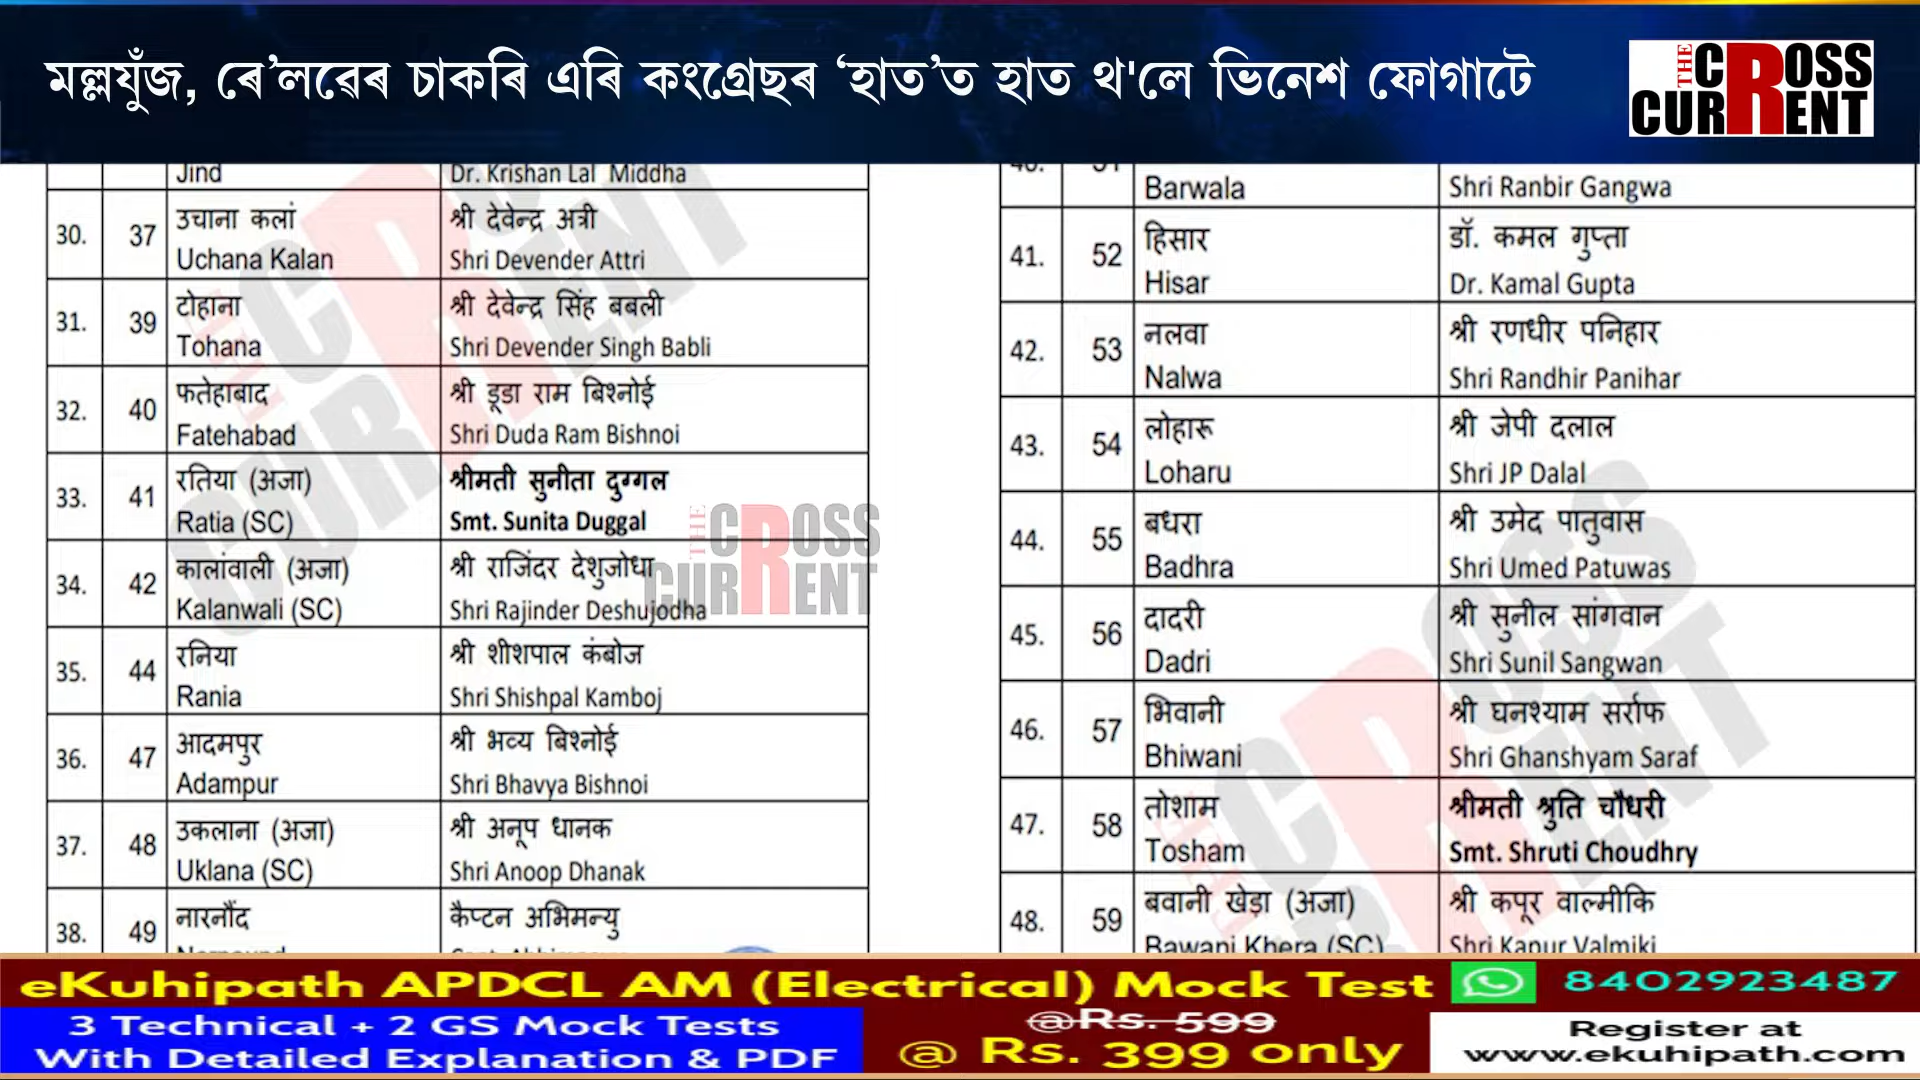 মল্লযুঁজ, ৰে'লৱেৰ চাকৰি এৰি কংগ্ৰেছৰ ‘হাত’ত হাত থ'লে ভিনেশ ফোগাটে
THE CROSS CURRENT
Jind Dr. Krishan Lal Middha
30. 37 उचाना कलां श्री देवेन्द्र अत्री
Uchana Kalan Shri Devender Attri
31. 39 टोहाना श्री देवेन्द्र सिंह बबली
Tohana Shri Devender Singh Babli
32. 40 फतेहाबाद श्री डूडा राम बिश्नोई
Fatehabad Shri Duda Ram Bishnoi
33. 41 रतिया (अजा) श्रीमती सुनीता दुग्गल
Ratia (SC) Smt. Sunita Duggal
34. 42 कालांवाली (अजा) श्री राजिंदर देशुजोधा
Kalanwali (SC) Shri Rajinder Deshujodha
35. 44 रनिया श्री शीशपाल कंबोज
Rania Shri Shishpal Kamboj
36. 47 आदमपुर श्री भव्य बिश्नोई
Adampur Shri Bhavya Bishnoi
37. 48 उकलाना (अजा) श्री अनूप धानक
Uklana (SC) Shri Anoop Dhanak
38. 49 नारनौंद कैप्टन अभिमन्यु
Barwala Shri Ranbir Gangwa
41. 52 हिसार डॉ. कमल गुप्ता
Hisar Dr. Kamal Gupta
42. 53 नलवा श्री रणधीर पनिहार
Nalwa Shri Randhir Panihar
43. 54 लोहारू श्री जेपी दलाल
Loharu Shri JP Dalal
44. 55 बधरा श्री उमेद पातुवास
Badhra Shri Umed Patuwas
45. 56 दादरी श्री सुनील सांगवान
Dadri Shri Sunil Sangwan
46. 57 भिवानी श्री घनश्याम सर्राफ
Bhiwani Shri Ghanshyam Saraf
47. 58 तोशाम श्रीमती श्रुति चौधरी
Tosham Smt. Shruti Choudhry
48. 59 बवानी खेड़ा (अजा) श्री कपूर वाल्मीकि
Bawani Khera (SC) Shri Kapur Valmiki
THE CROSS CURRENT
eKuhipath APDCL AM (Electrical) Mock Test 8402923487
3 Technical + 2 GS Mock Tests
With Detailed Explanation & PDF
@Rs. 599
@ Rs. 399 only
Register at
www.ekuhipath.com